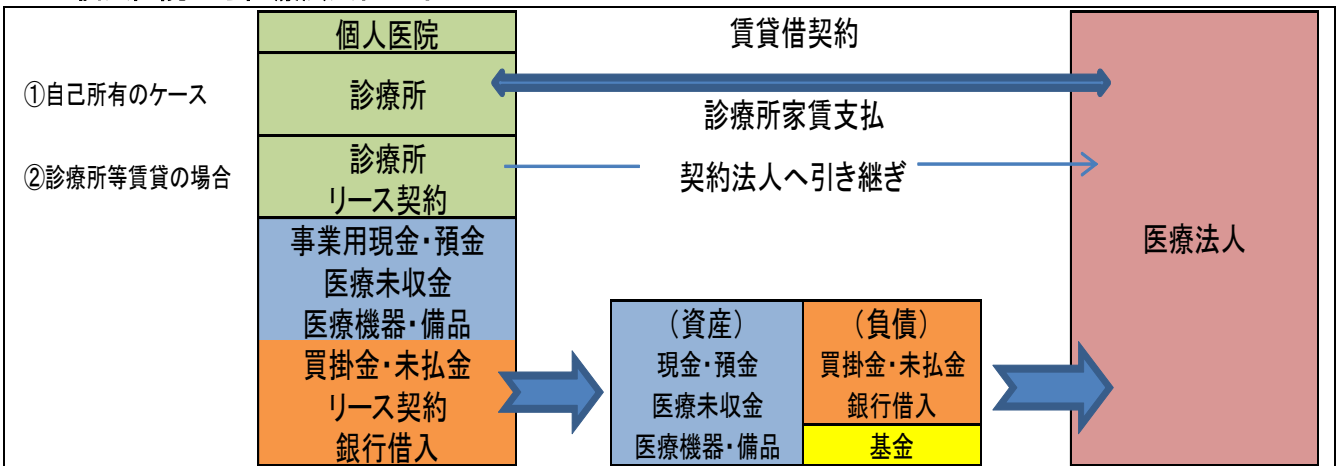 個人医院
賃貸借契約
①自己所有のケース
診療所
診療所家賃支払
②診療所等賃貸の場合
診療所
リース契約
契約法人へ引き継ぎ
医療法人
事業用現金・預金
医療未収金
医療機器・備品
買掛金・未払金
リース契約
銀行借入
（資産）
現金・預金
医療未収金
医療機器・備品
（負債）
買掛金・未払金
銀行借入
基金